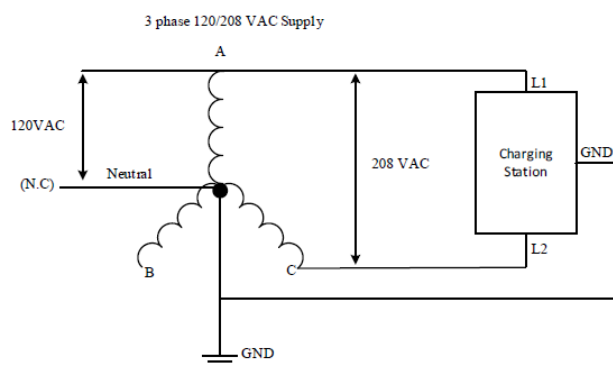 3 phase 120/208 VAC Supply
A
L1
120VAC
208 VAC
Charging
Station
GND
(N.C)
Neutral
B
C
L2
GND